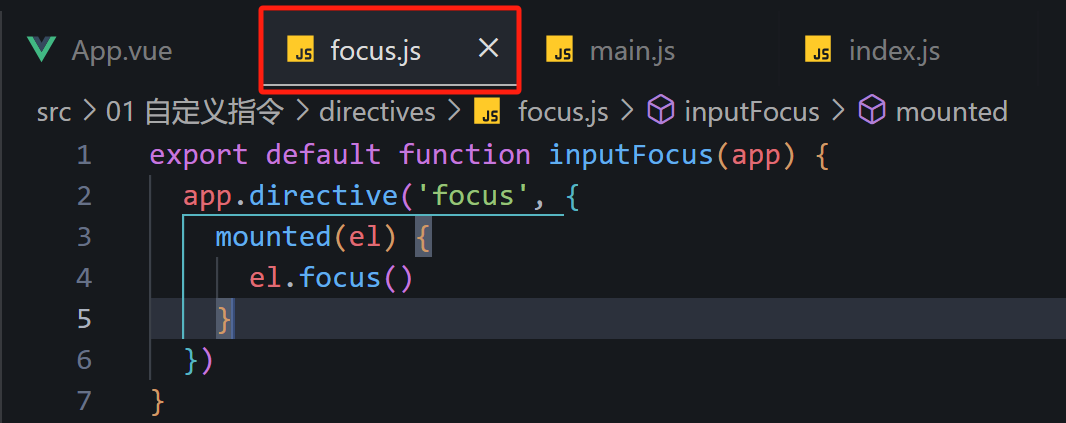 App.vue JS focus.js × JS main.js JS index.js
src > 01 自定义指令 > directives > JS focus.js > inputFocus > mounted
1 export default function inputFocus(app) {
2 app.directive('focus', {
3 mounted(el) {
4 el.focus()
5 }
6 })
7 }